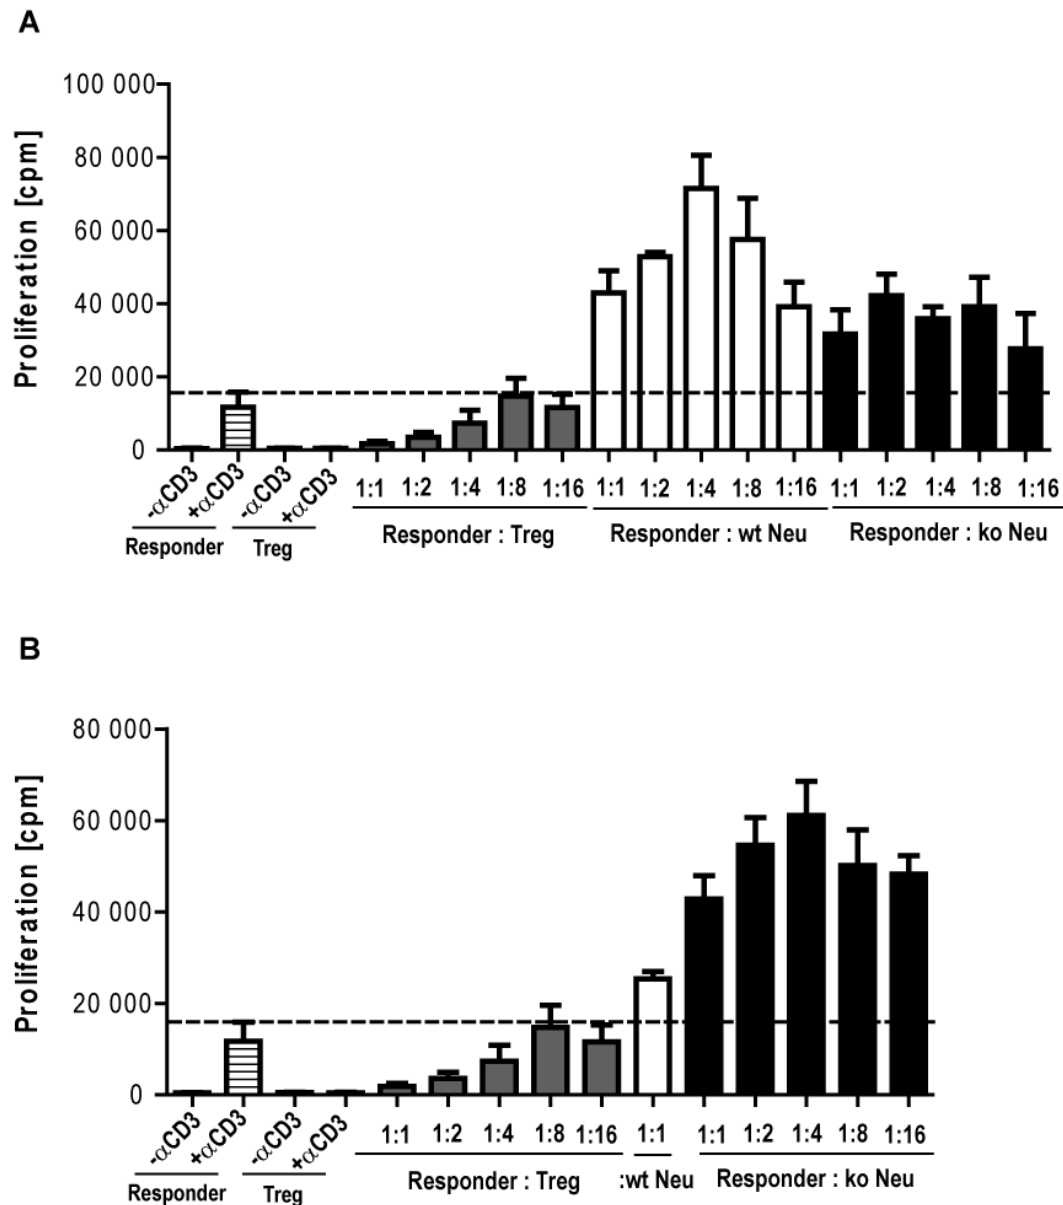 A
Proliferation [cpm]
100 000
80 000
60 000
40 000
20 000
0
-αCD3 +αCD3 -αCD3 +αCD3 1:1 1:2 1:4 1:8 1:16 1:1 1:2 1:4 1:8 1:16 1:1 1:2 1:4 1:8 1:16
Responder Treg Responder : Treg Responder : wt Neu Responder : ko Neu
B
Proliferation [cpm]
80 000
60 000
40 000
20 000
0
-αCD3 +αCD3 -αCD3 +αCD3 1:1 1:2 1:4 1:8 1:16 1:1 1:1 1:2 1:4 1:8 1:16
Responder Treg Responder : Treg :wt Neu Responder : ko Neu